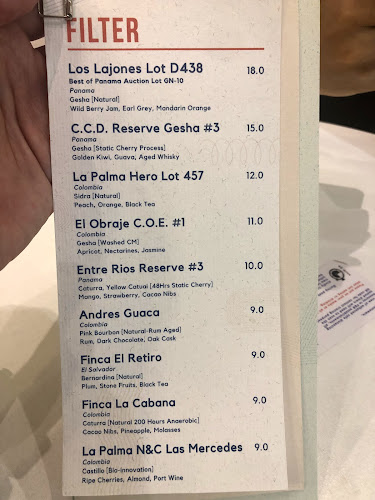 FILTER
Los Lajones Lot D438 18.0
Best of Panama Auction Lot GN-10
Panama
Gesha [Natural]
Wild Berry Jam, Earl Grey, Mandarin Orange
C.C.D. Reserve Gesha #3 15.0
Panama
Gesha [Static Cherry Process]
Golden Kiwi, Guava, Aged Whisky
La Palma Hero Lot 457 12.0
Colombia
Sidra [Natural]
Peach, Orange, Black Tea
El Obraje C.O.E. #1 11.0
Colombia
Gesha [Washed CM]
Apricot, Nectarines, Jasmine
Entre Rios Reserve #3 10.0
Panama
Caturra, Yellow Catuai [48Hrs Static Cherry]
Mango, Strawberry, Cacao Nibs
Andres Guaca 9.0
Colombia
Pink Bourbon [Natural-Rum Aged]
Rum, Dark Chocolate, Oak Cask
Finca El Retiro 9.0
El Salvador
Bernardina [Natural]
Plum, Stone Fruits, Black Tea
Finca La Cabana 9.0
Colombia
Caturra [Natural 200 Hours Anaerobic]
Cacao Nibs, Pineapple, Molasses
La Palma N&C Las Mercedes 9.0
Colombia
Castillo [Bio-innovation]
Ripe Cherries, Almond, Port Wine